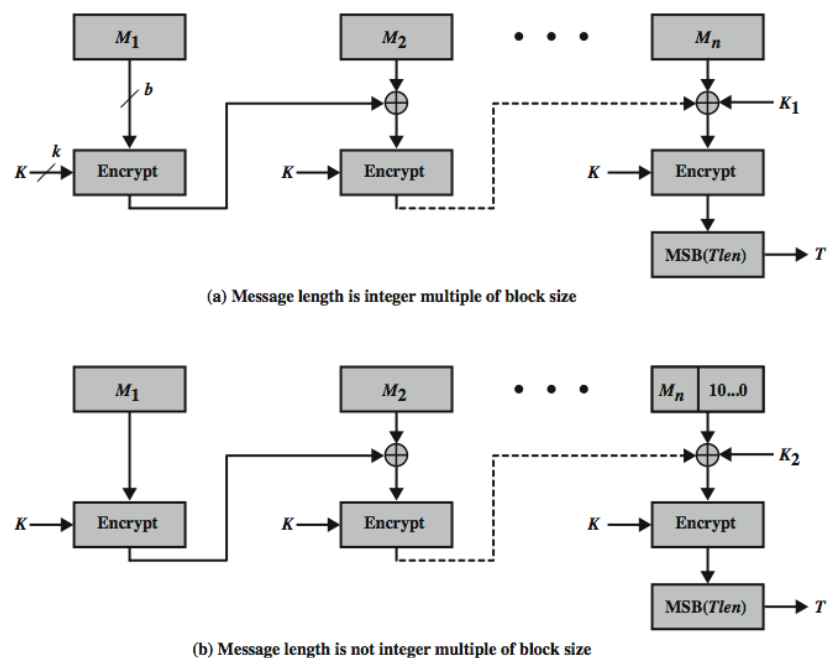 M1 M2 • • • Mn
b
K1
k
K Encrypt K Encrypt K Encrypt
MSB(Tlen) T
(a) Message length is integer multiple of block size
M1 M2 • • • Mn 10...0
K2
K Encrypt K Encrypt K Encrypt
MSB(Tlen) T
(b) Message length is not integer multiple of block size